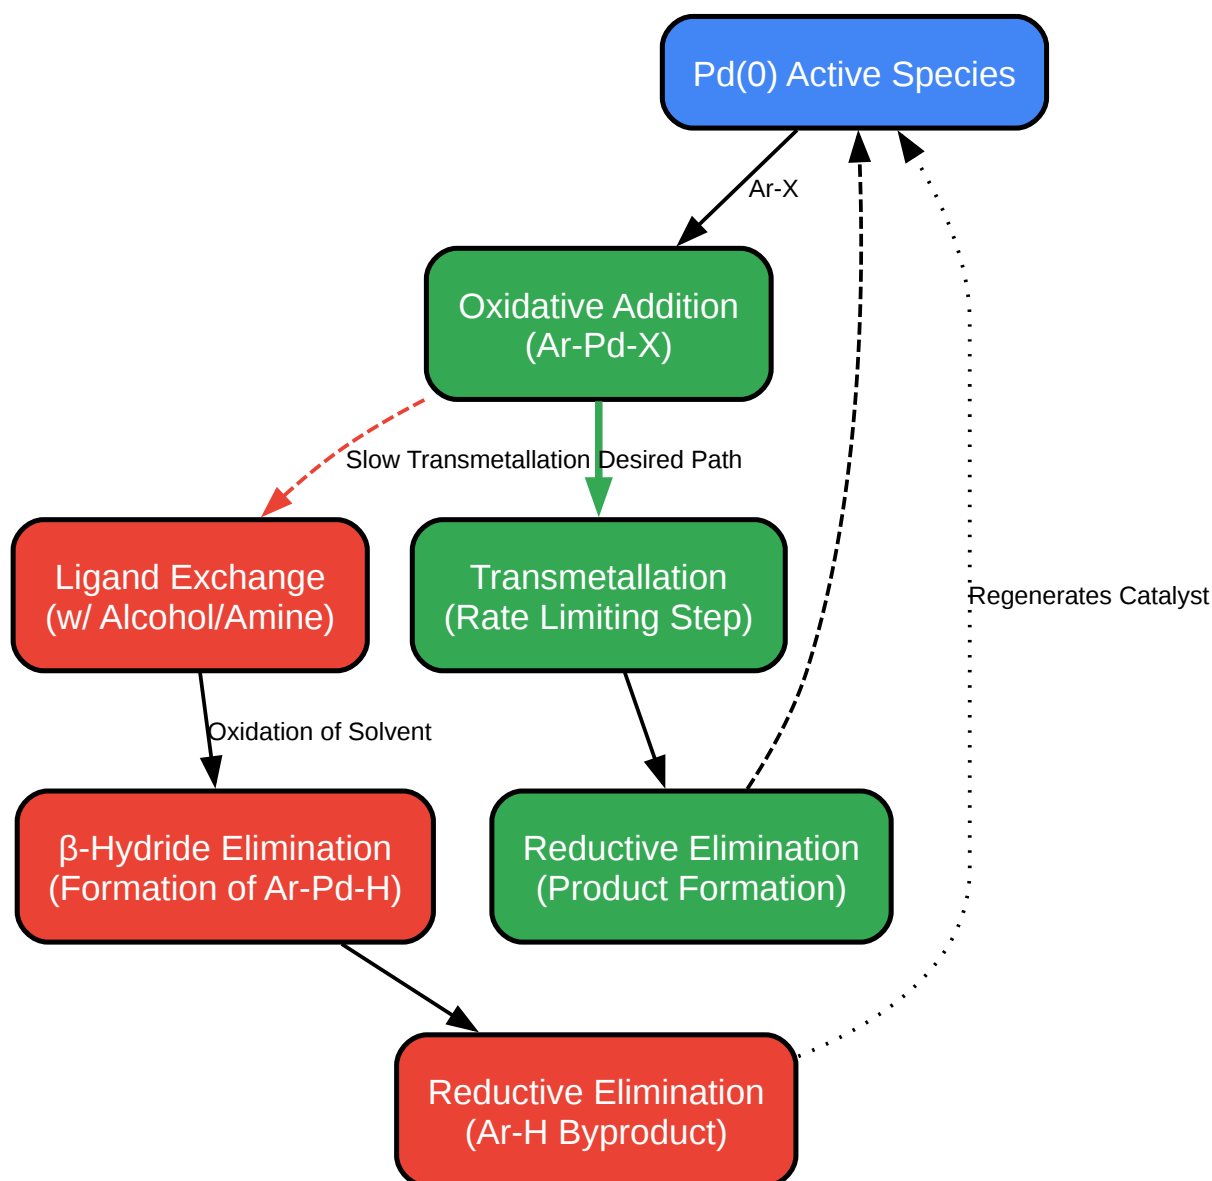 Pd(0) Active Species
Ar-X
Oxidative Addition
(Ar-Pd-X)
Slow Transmetallation
Desired Path
Ligand Exchange
(w/ Alcohol/Amine)
Transmetallation
(Rate Limiting Step)
Regenerates Catalyst
Oxidation of Solvent
β-Hydride Elimination
(Formation of Ar-Pd-H)
Reductive Elimination
(Product Formation)
Reductive Elimination
(Ar-H Byproduct)